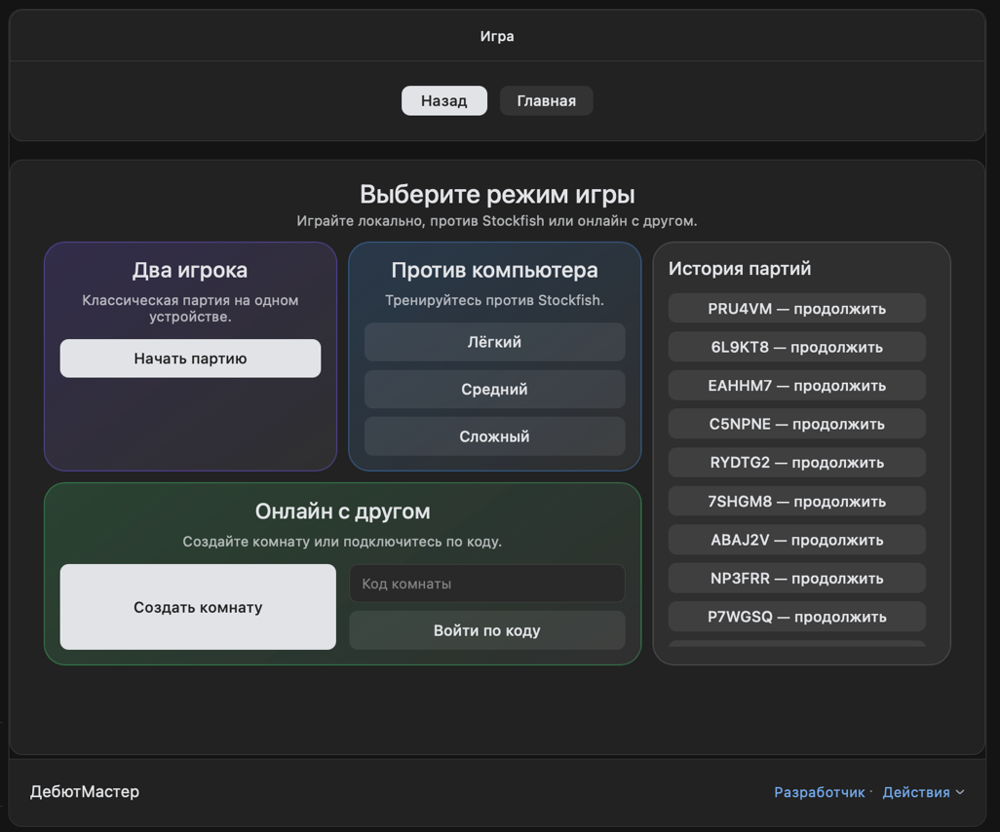 Игра
Назад
Главная
Выберите режим игры
Играйте локально, против Stockfish или онлайн с другом.
Два игрока
Классическая партия на одном
устройстве.
Начать партию
Против компьютера
Тренируйтесь против Stockfish.
Лёгкий
Средний
Сложный
Онлайн с другом
Создайте комнату или подключитесь по коду.
Создать комнату
Код комнаты
Войти по коду
История партий
PRU4VM — продолжить
6L9KT8 — продолжить
EAHHM7 — продолжить
C5NPNE — продолжить
RYDTG2 — продолжить
7SHGM8 — продолжить
ABAJ2V — продолжить
NP3FRR — продолжить
P7WGSQ — продолжить
ДебютМастер
Разработчик · Действия